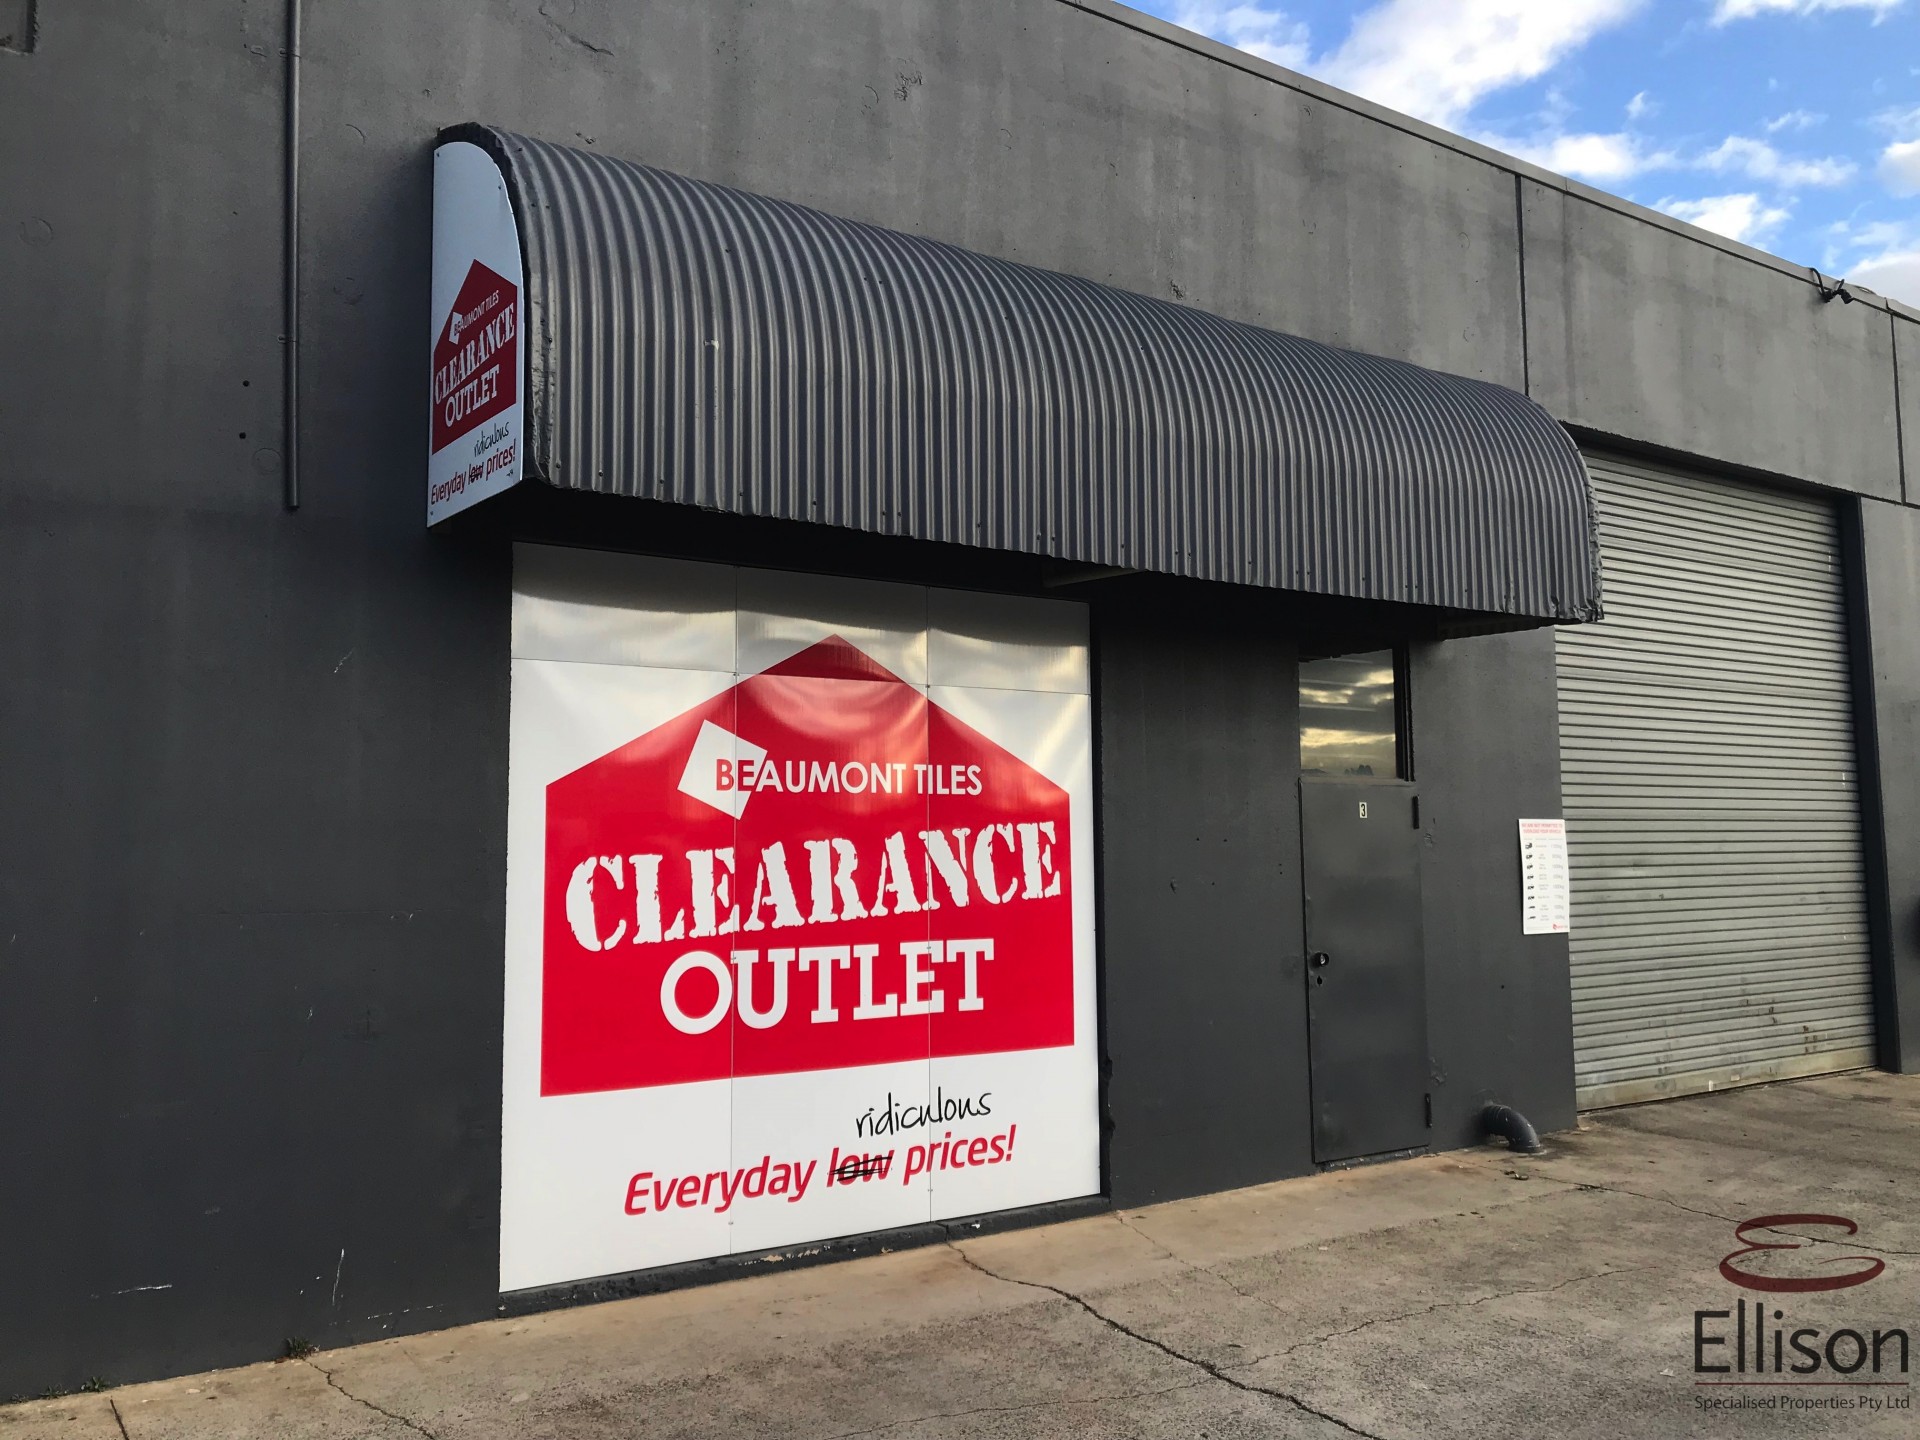 BEAUMONT TILES
CLEARANCE
OUTLET
ridiculous
Everyday low prices!
BEAUMONT TILES
CLEARANCE
OUTLET
ridiculous
Everyday low prices!
3
Ellison
Specialised Properties Pty Ltd